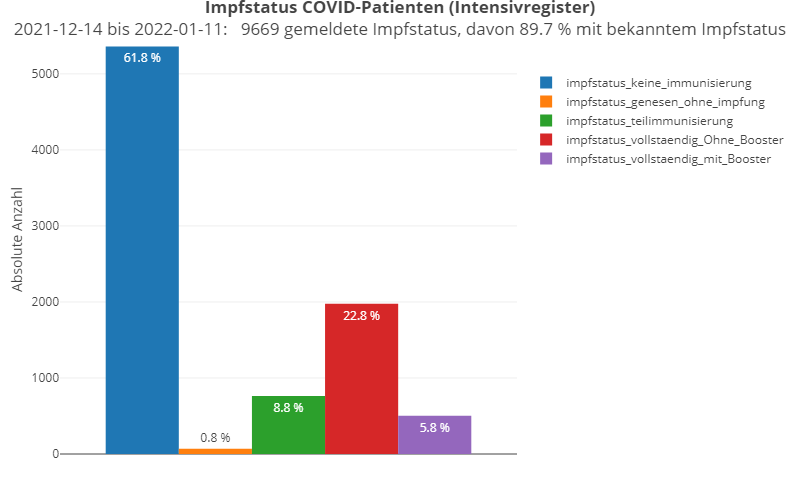 Impfstatus COVID-Patienten (Intensivregister)
2021-12-14 bis 2022-01-11:   9669 gemeldete Impfstatus, davon 89.7 % mit bekanntem Impfstatus
Absolute Anzahl
5000
4000
3000
2000
1000
0
61.8 %
0.8 %
8.8 %
22.8 %
5.8 %
impfstatus_keine_immunisierung
impfstatus_genesen_ohne_impfung
impfstatus_teilimmunisierung
impfstatus_vollstaendig_Ohne_Booster
impfstatus_vollstaendig_mit_Booster